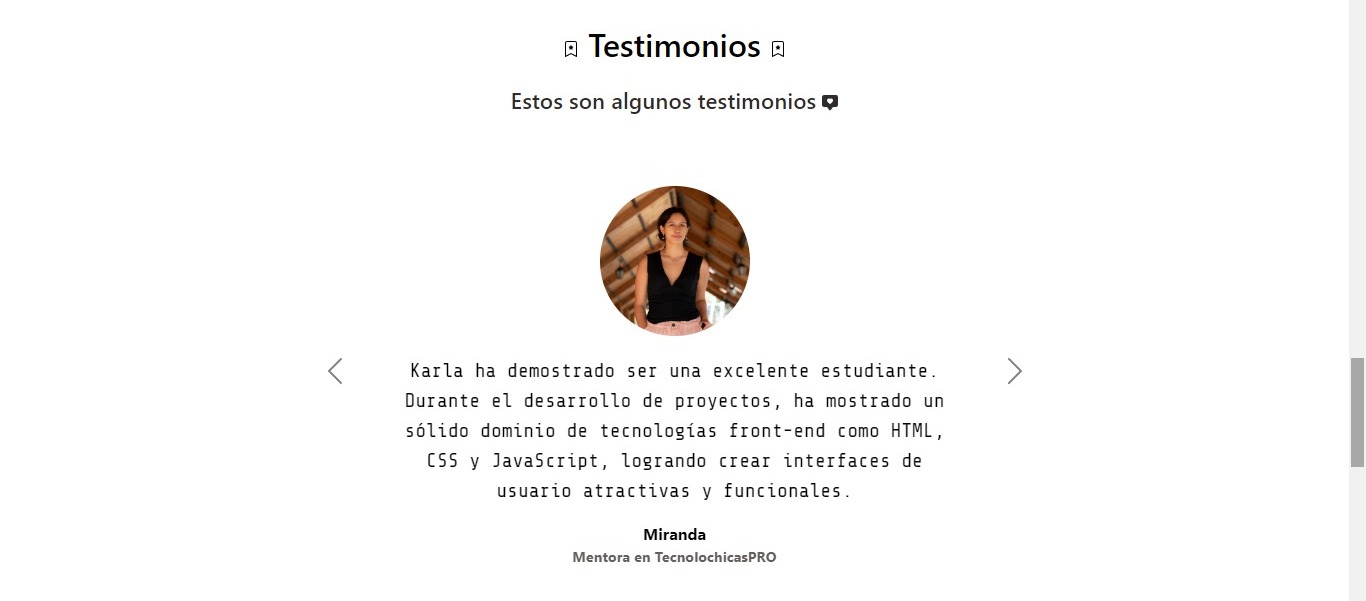 Testimonios
Estos son algunos testimonios
Karla ha demostrado ser una excelente estudiante.
Durante el desarrollo de proyectos, ha mostrado un
sólido dominio de tecnologías front-end como HTML,
CSS y JavaScript, logrando crear interfaces de
usuario atractivas y funcionales.
Miranda
Mentora en TecnolochicasPRO